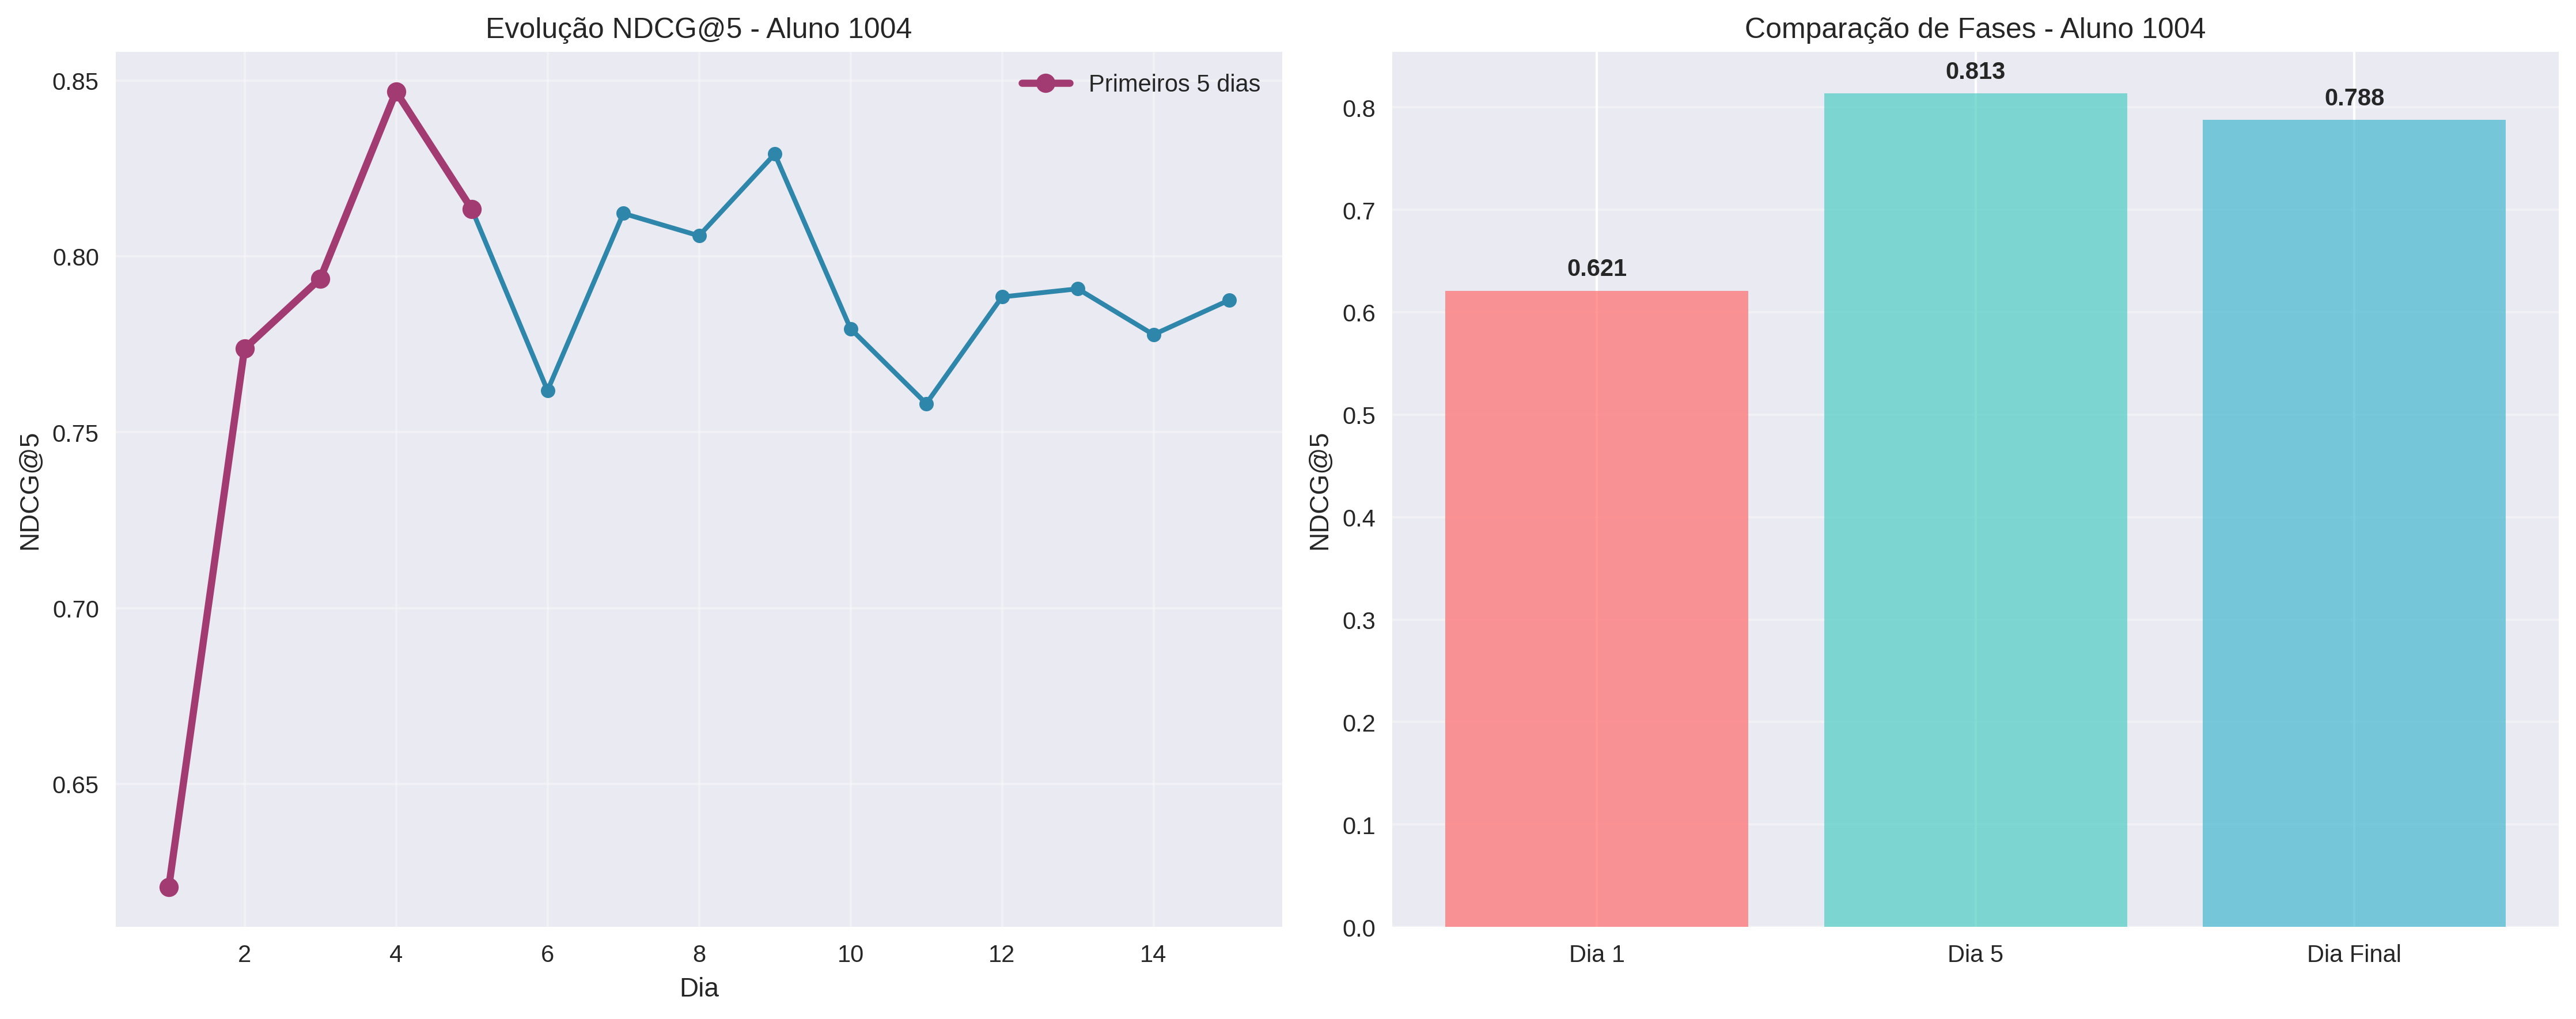 Evolução NDCG@5 - Aluno 1004
Primeiros 5 dias
0.85
0.80
0.75
0.70
0.65
NDCG@5
2 4 6 8 10 12 14
Dia
Comparação de Fases - Aluno 1004
0.813
0.788
0.621
0.8
0.7
0.6
0.5
0.4
0.3
0.2
0.1
0.0
NDCG@5
Dia 1 Dia 5 Dia Final